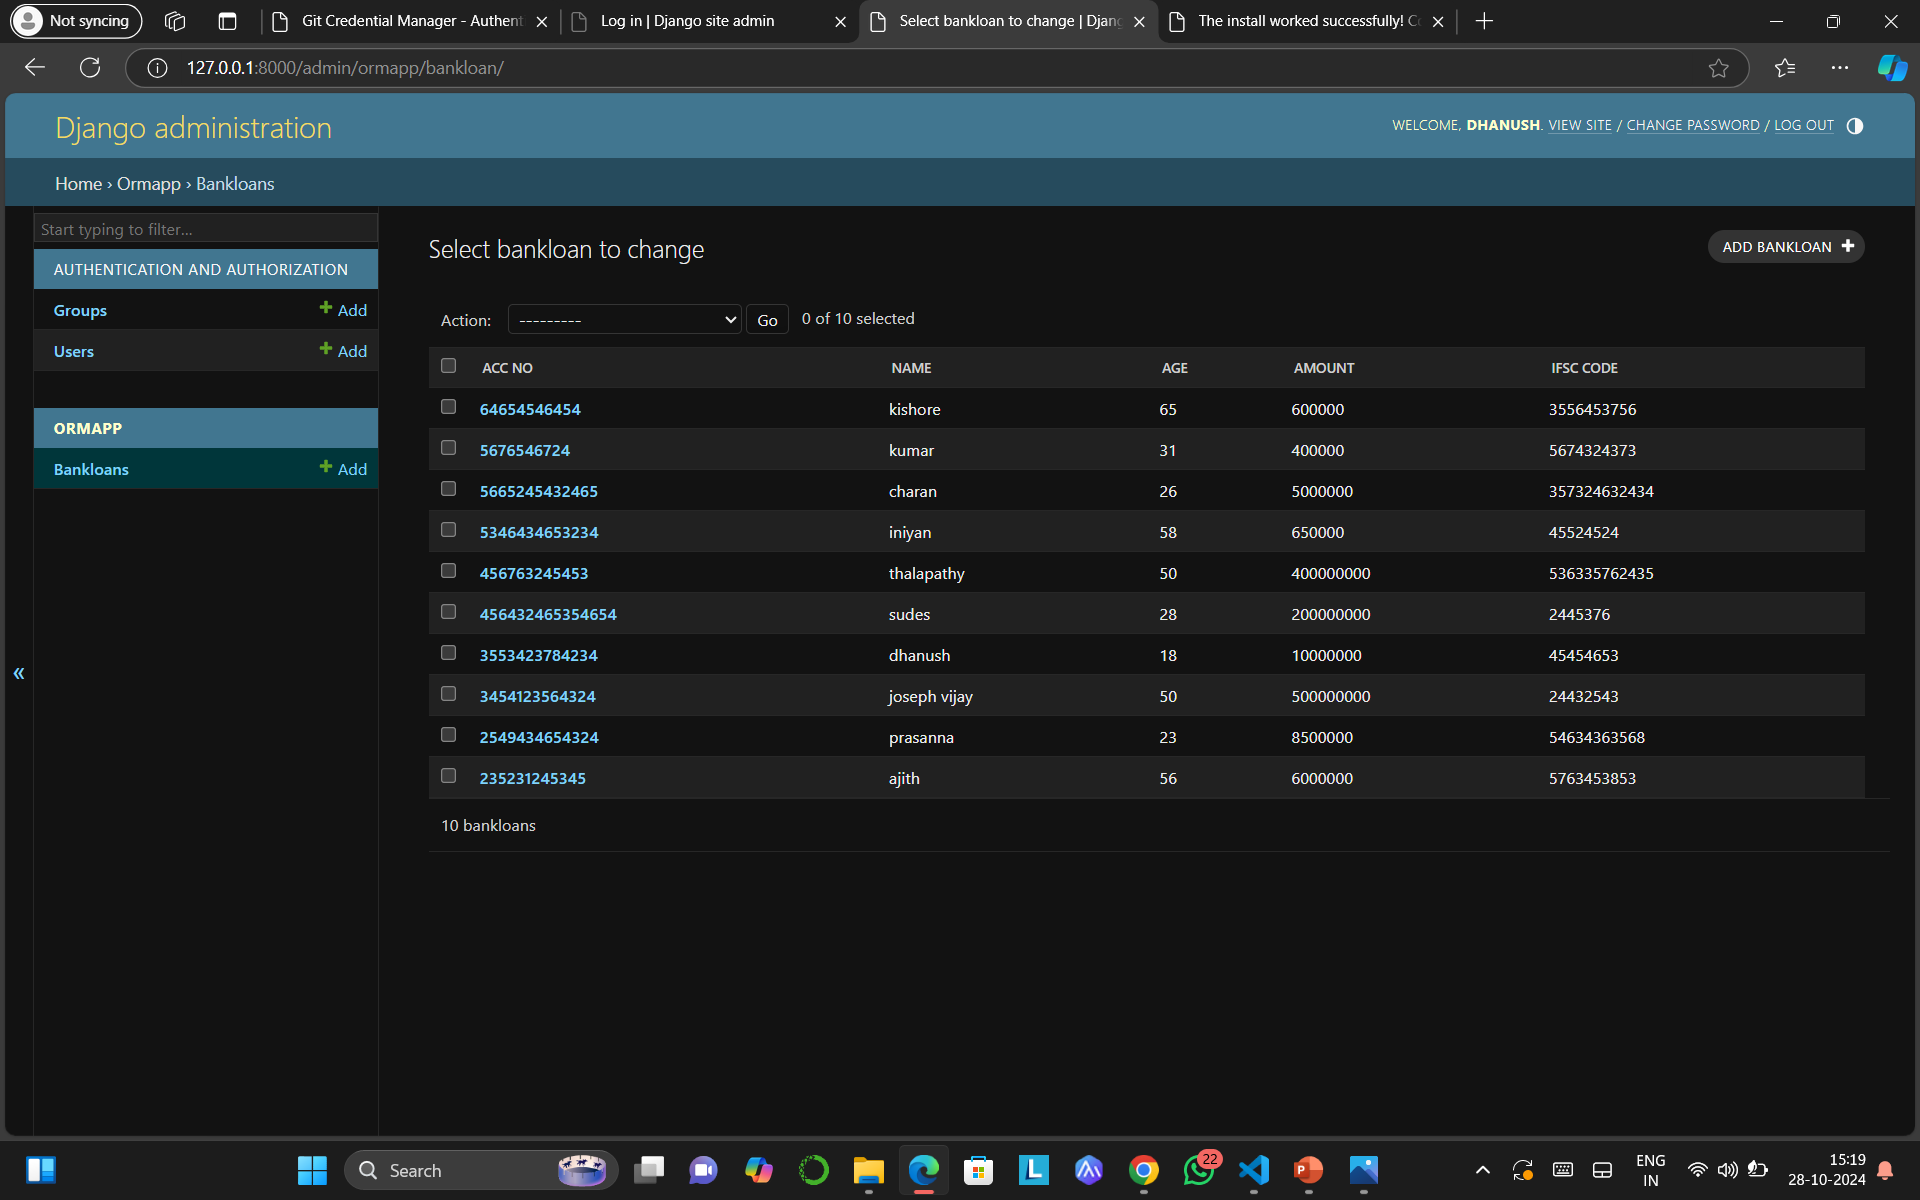 Not syncing
Git Credential Manager - Authent
Log in | Django site admin
Select bankloan to change | Djang
The install worked successfully! Co
127.0.0.1:8000/admin/ormapp/bankloan/
Django administration
WELCOME, DHANUSH. VIEW SITE / CHANGE PASSWORD / LOG OUT
Home › Ormapp › Bankloans
Start typing to filter...
AUTHENTICATION AND AUTHORIZATION
Groups Add
Users Add
ORMAPP
Bankloans Add
«
Select bankloan to change
ADD BANKLOAN
Action: --------- Go 0 of 10 selected
ACC NO NAME AGE AMOUNT IFSC CODE
64654546454 kishore 65 600000 3556453756
5676546724 kumar 31 400000 5674324373
5665245432465 charan 26 5000000 357324632434
5346434653234 iniyan 58 650000 45524524
456763245453 thalapathy 50 400000000 536335762435
456432465354654 sudes 28 200000000 2445376
3553423784234 dhanush 18 10000000 45454653
3454123564324 joseph vijay 50 500000000 24432543
2549434654324 prasanna 23 8500000 54634363568
235231245345 ajith 56 6000000 5763453853
10 bankloans
Search
L
22
P
ENG
IN
15:19
28-10-2024